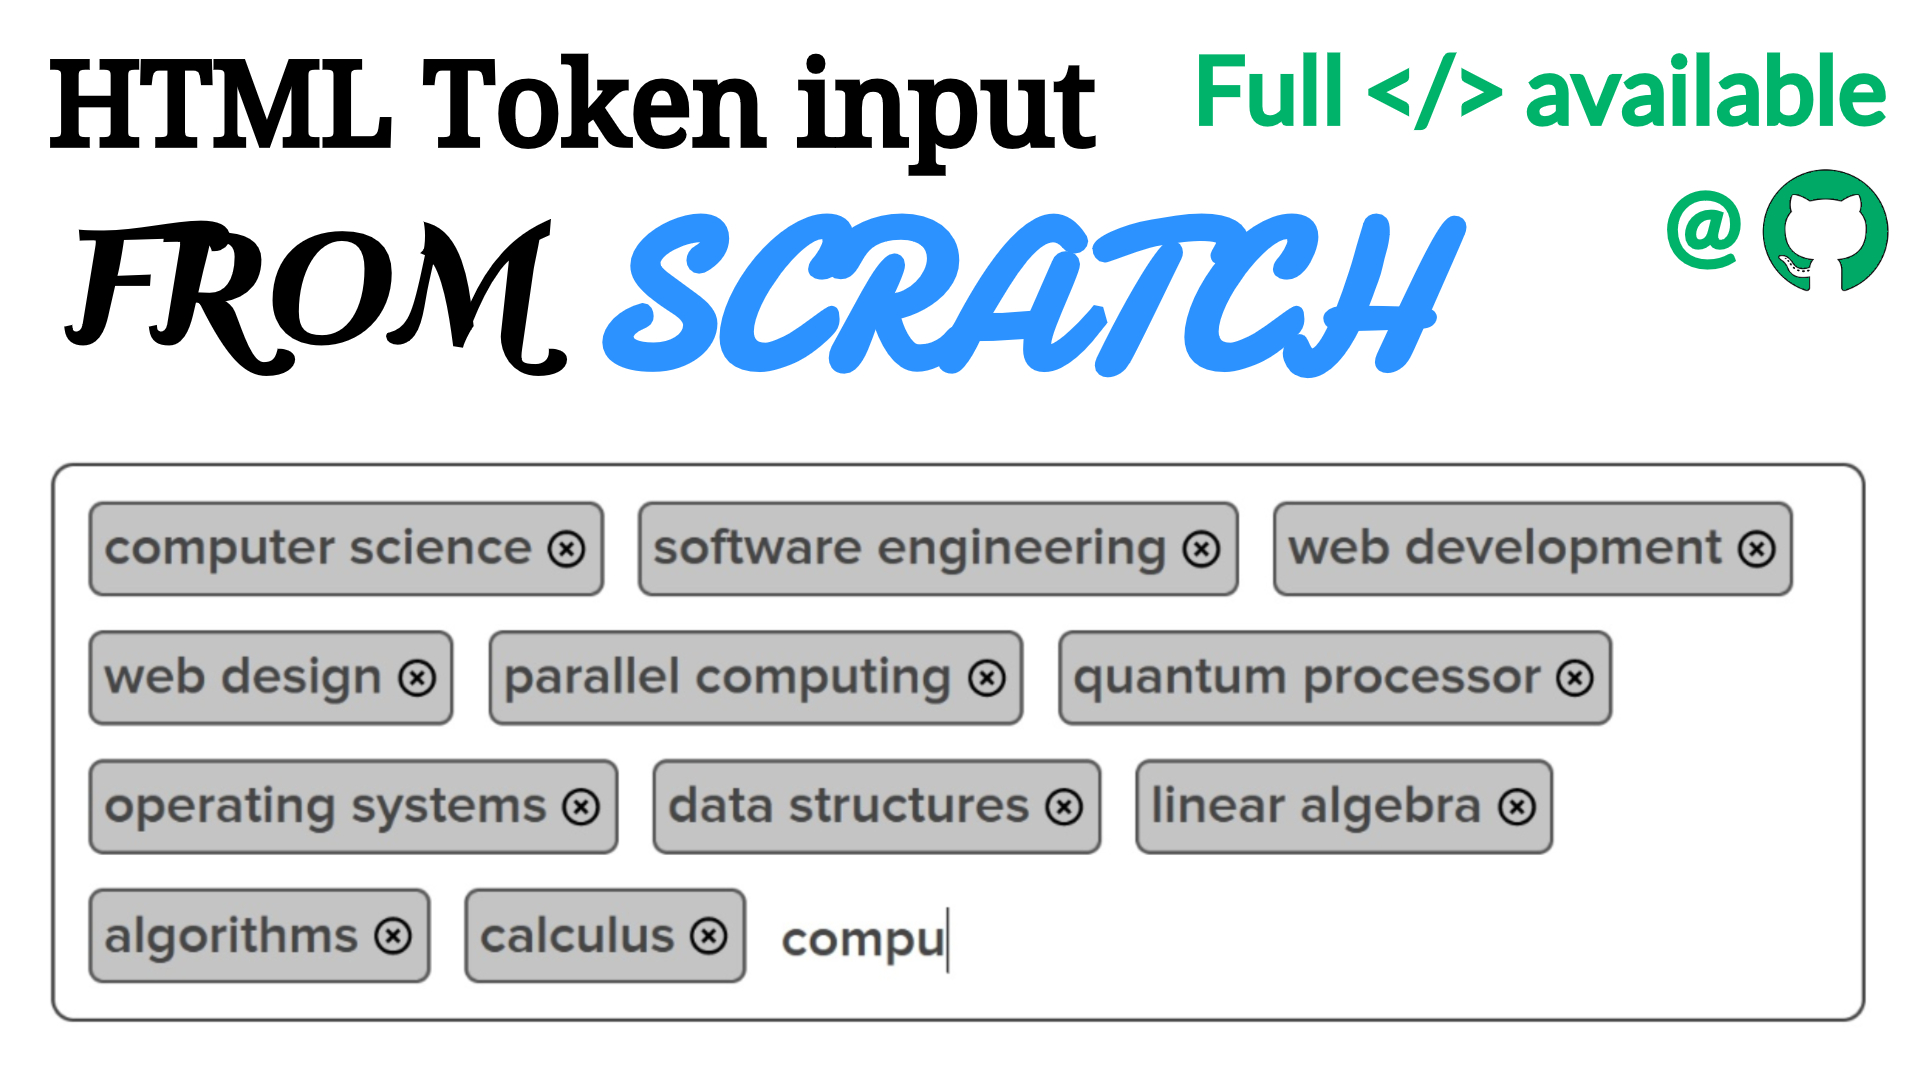 HTML Token input
Full </> available
@
FROM SCRATCH
computer science software engineering web development
web design parallel computing quantum processor
operating systems data structures linear algebra
algorithms calculus compu